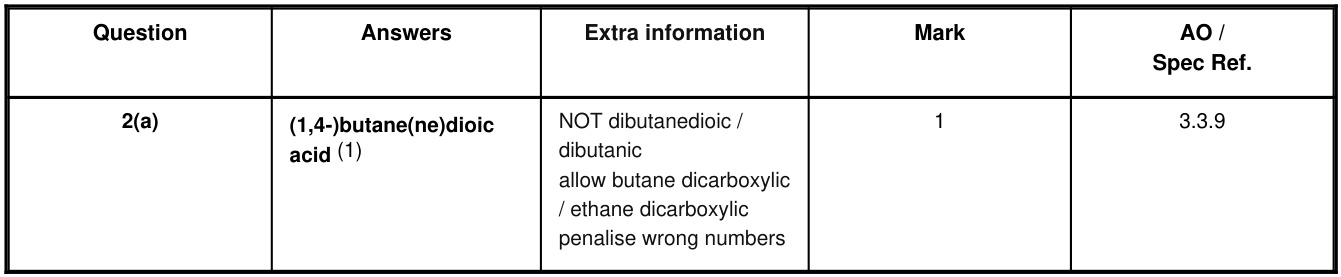 Question Answers Extra information Mark AO /
Spec Ref.
2(a) (1,4-)butane(ne)dioic NOT dibutanedioic / 1 3.3.9
acid (1) dibutanic
allow butane dicarboxylic
/ ethane dicarboxylic
penalise wrong numbers